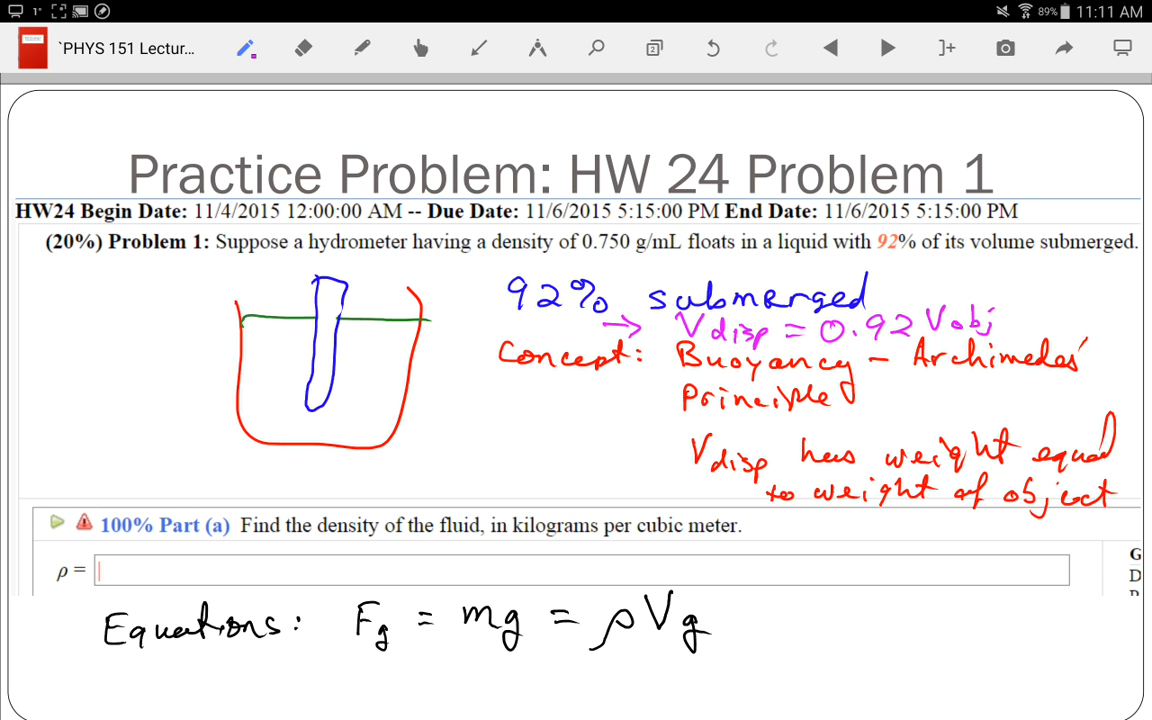 1°
89% 11:11 AM
`PHYS 151 Lectur...
2
Practice Problem: HW 24 Problem 1
HW24 Begin Date: 11/4/2015 12:00:00 AM -- Due Date: 11/6/2015 5:15:00 PM End Date: 11/6/2015 5:15:00 PM
(20%) Problem 1: Suppose a hydrometer having a density of 0.750 g/mL floats in a liquid with 92% of its volume submerged.
92% submerged
→ Vdisp = 0.92 Vobj
Concept: Buoyancy - Archimedes'
Principle
Vdisp has weight equal
to weight of object
100% Part (a) Find the density of the fluid, in kilograms per cubic meter.
G
D
ρ =
Equations: Fg = mg = ρVg